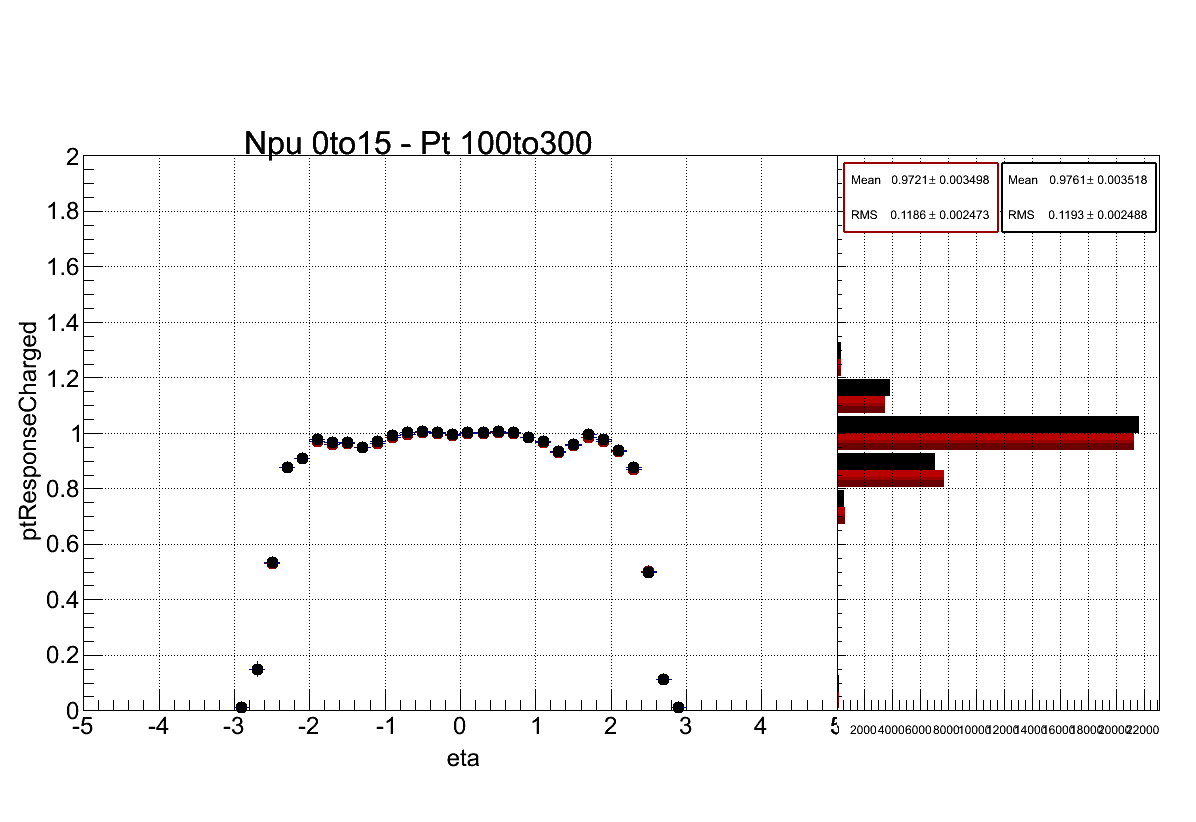 Npu 0to15 - Pt 100to300
Mean 0.9721± 0.003498
RMS 0.1186 ± 0.002473
Mean 0.9761± 0.003518
RMS 0.1193 ± 0.002488
ptResponseCharged
2
1.8
1.6
1.4
1.2
1
0.8
0.6
0.4
0.2
0
-5 -4 -3 -2 -1 0 1 2 3 4 5
eta
2000 4000 6000 8000 10000 12000 14000 16000 18000 20000 22000